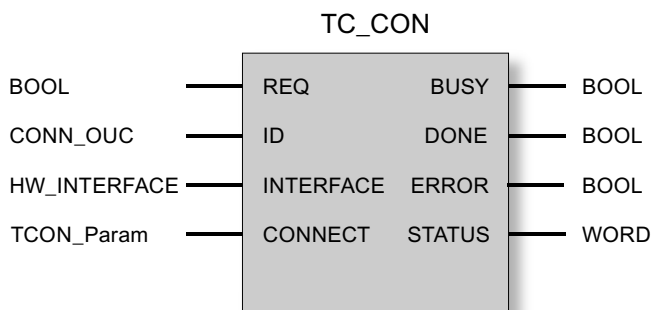 TC_CON
BOOL REQ BUSY BOOL
CONN_OUC ID DONE BOOL
HW_INTERFACE INTERFACE ERROR BOOL
TCON_Param CONNECT STATUS WORD